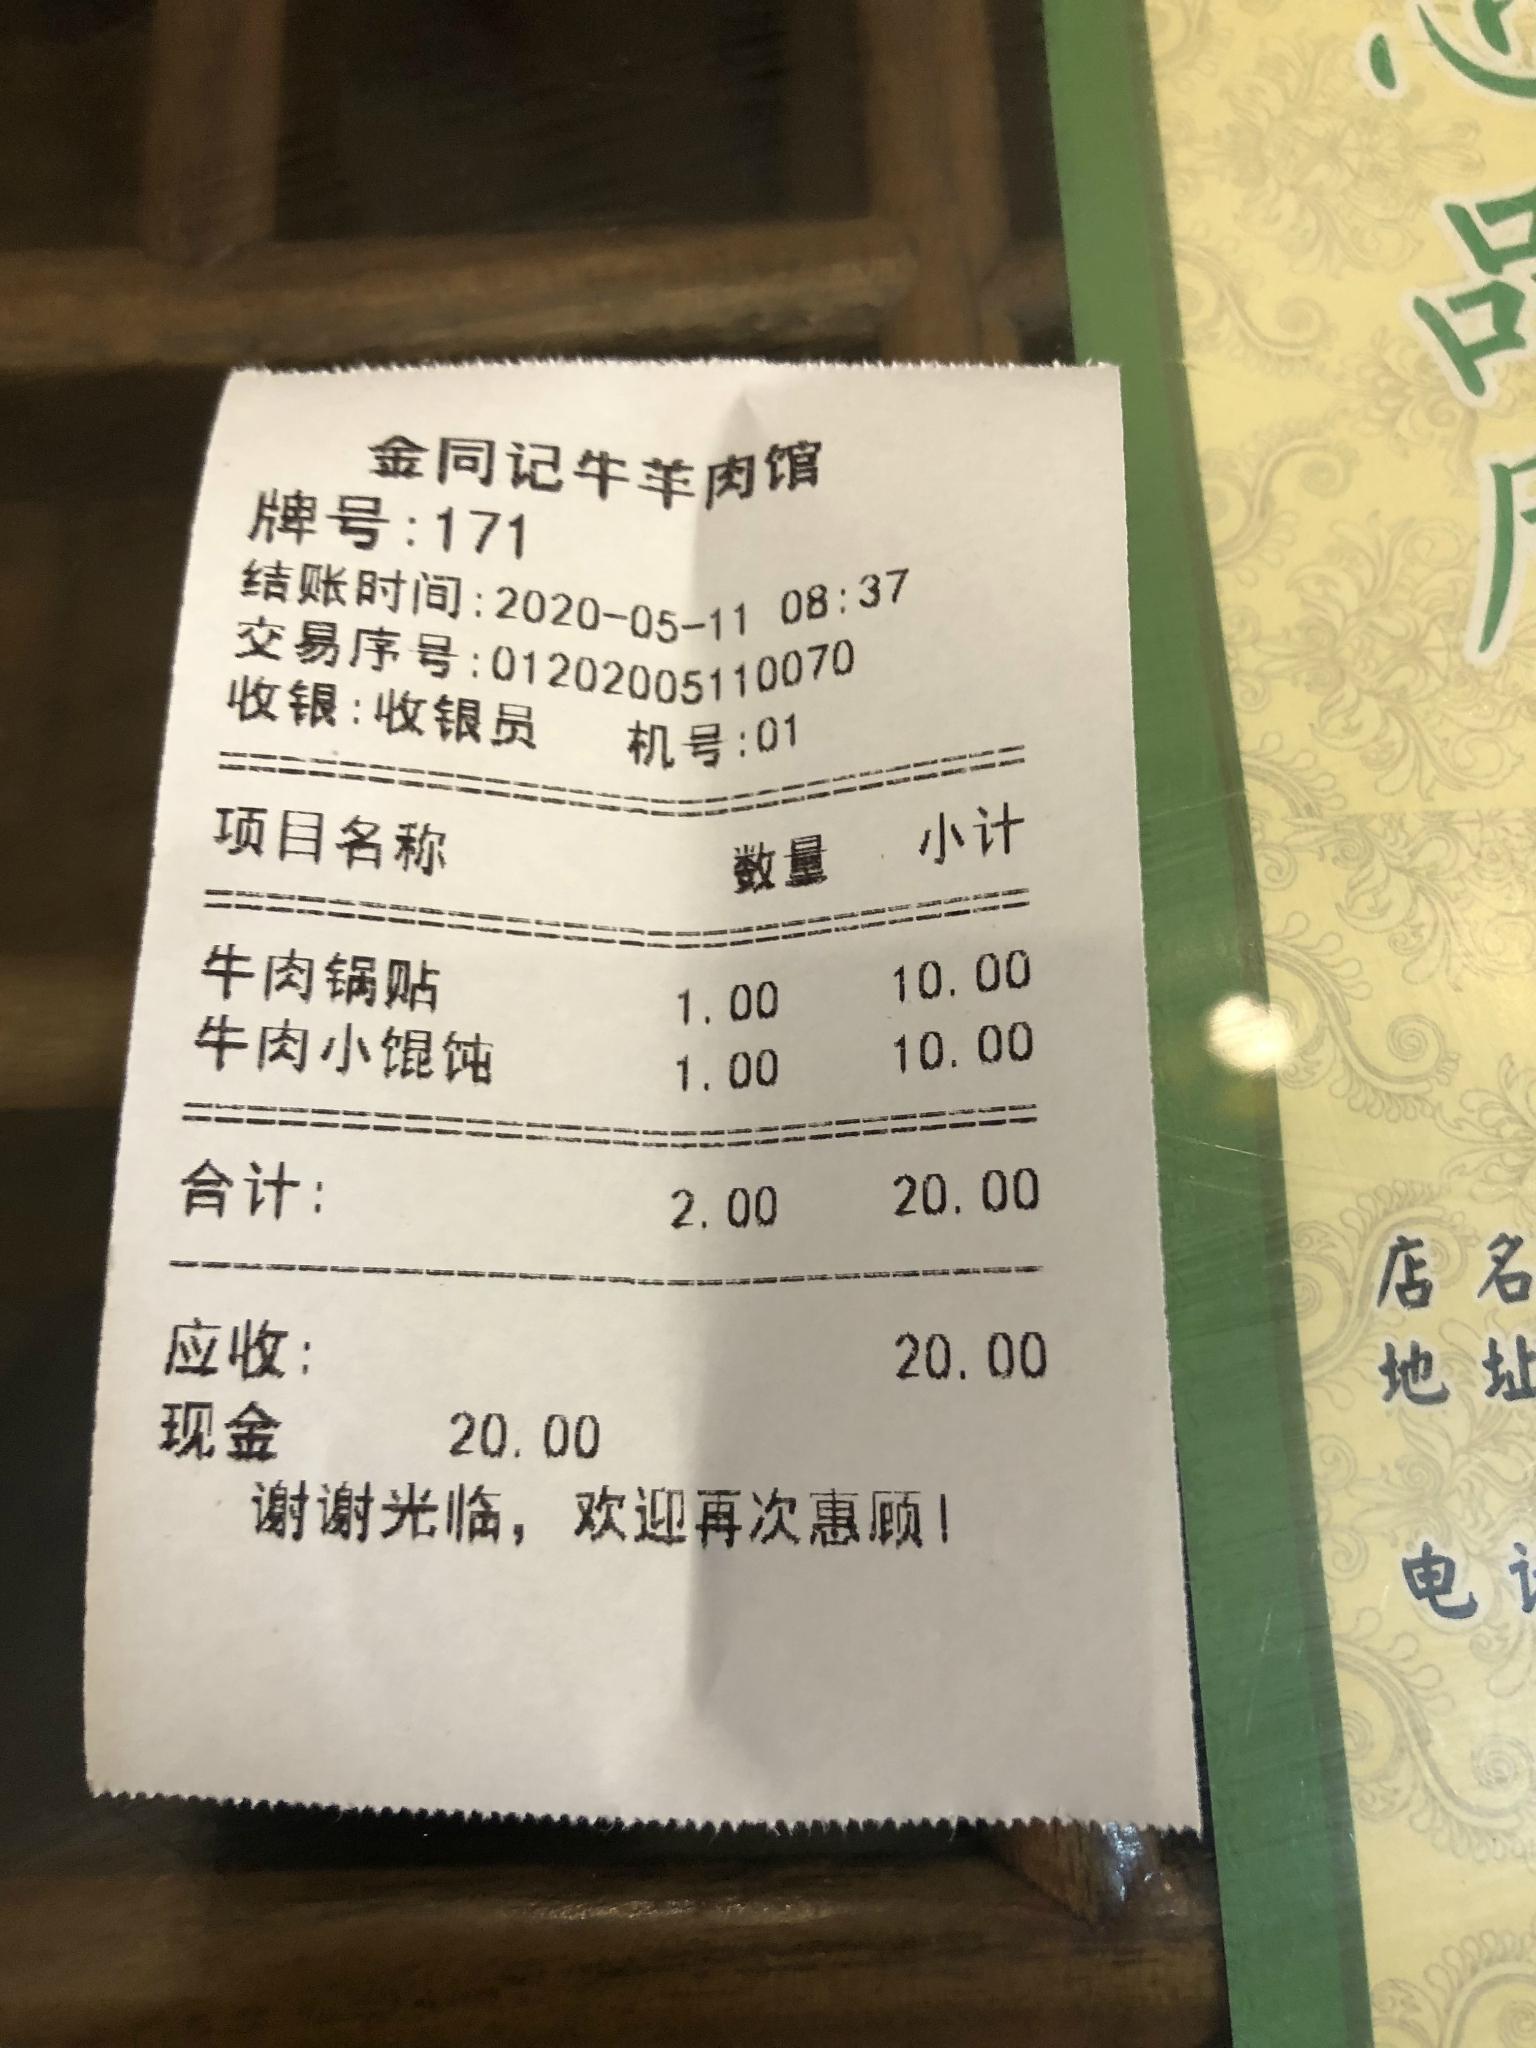 金同记牛羊肉馆
牌号:171
结账时间:2020-05-11 08:37
交易序号:01202005110070
收银:收银员 机号:01
项目名称 数量 小计
牛肉锅贴 1.00 10.00
牛肉小馄饨 1.00 10.00
合计: 2.00 20.00
应收: 20.00
现金 20.00
谢谢光临，欢迎再次惠顾!
品
店名
地址
电